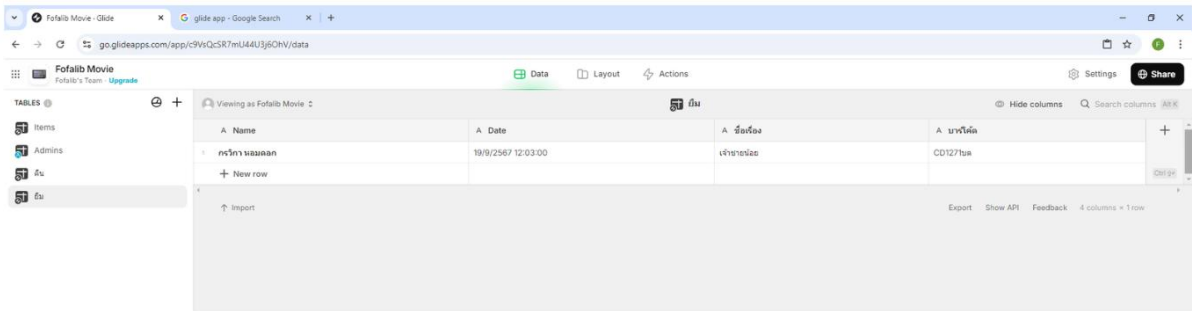 Fofalib Movie - Glide
glide app - Google Search
go.glideapps.com/app/c9VsQcSR7mU44U3j6OhV/data
Fofalib Movie
Fofalib's Team - Upgrade
Data Layout Actions
Settings Share
TABLES
Viewing as Fofalib Movie
ยืม
Hide columns
Search columns Alt K
Items
Admins
คืน
ยืม
Name Date ชื่อเรื่อง บาร์โค้ด
กรวิกา หอมดอก 19/9/2567 12:03:00 เจ้าชายน้อย CD1271บด
New row
Import
Export Show API Feedback 4 columns × 1 row